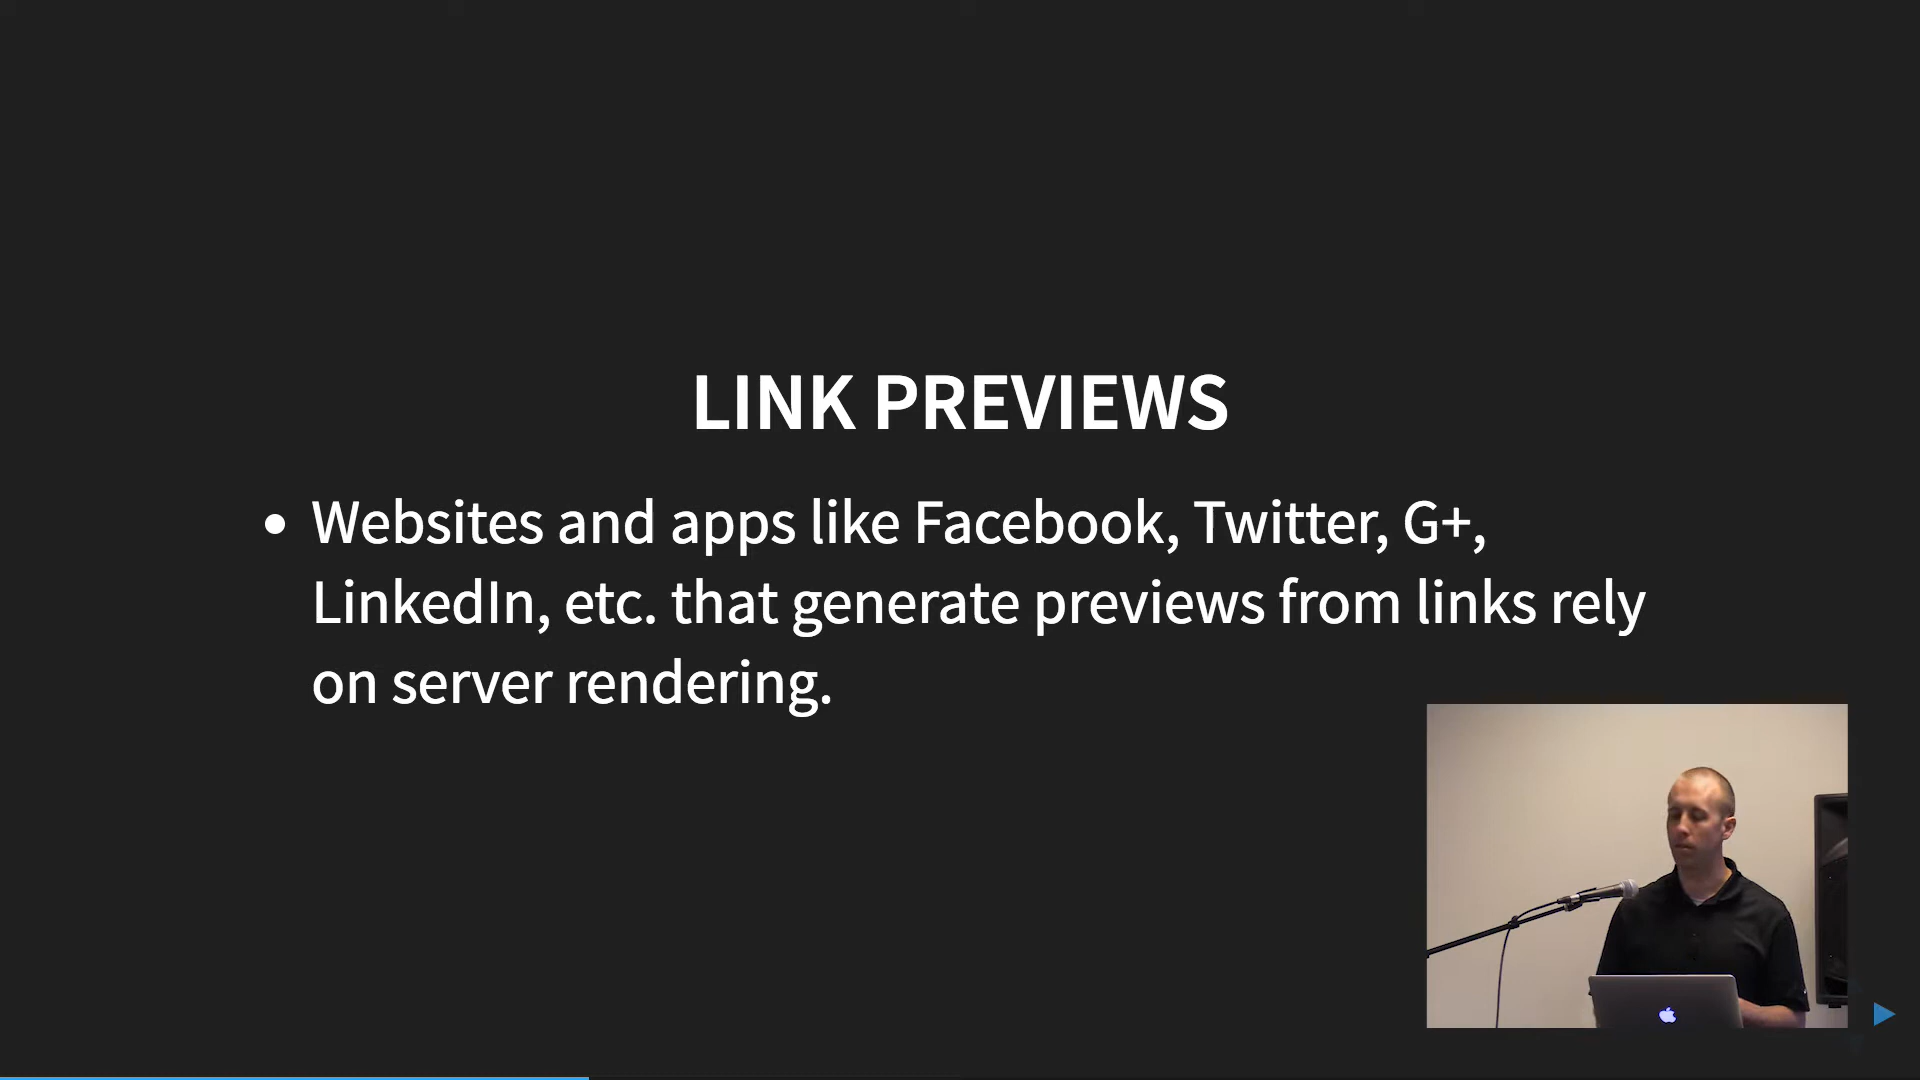 LINK PREVIEWS
• Websites and apps like Facebook, Twitter, G+,
LinkedIn, etc. that generate previews from links rely
on server rendering.